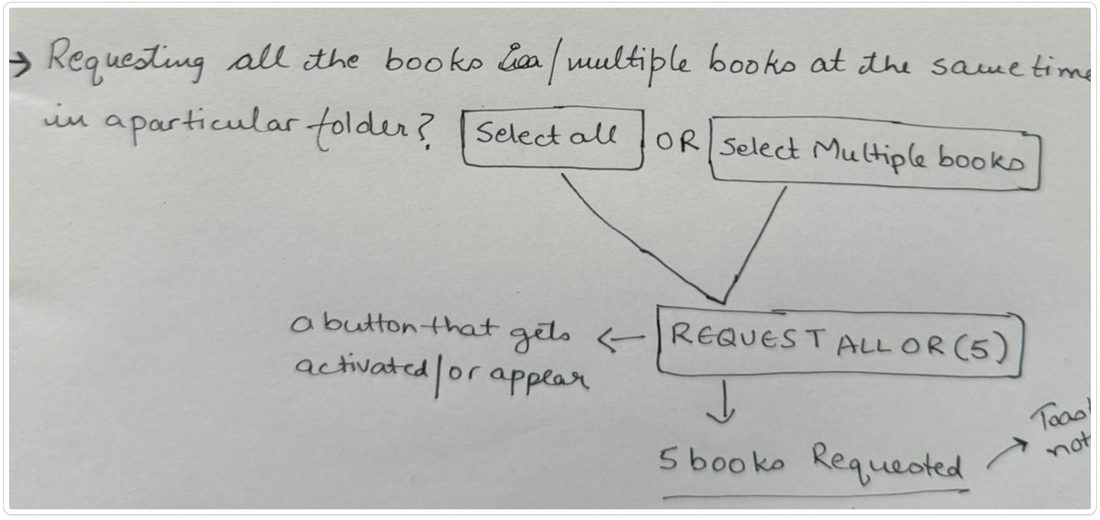 → Requesting all the books /multiple books at the same time
in a particular folder?
Select all OR Select Multiple books
a button that gets
activated/or appear
← REQUEST ALL OR (5)
↓
5 books Requested →
not